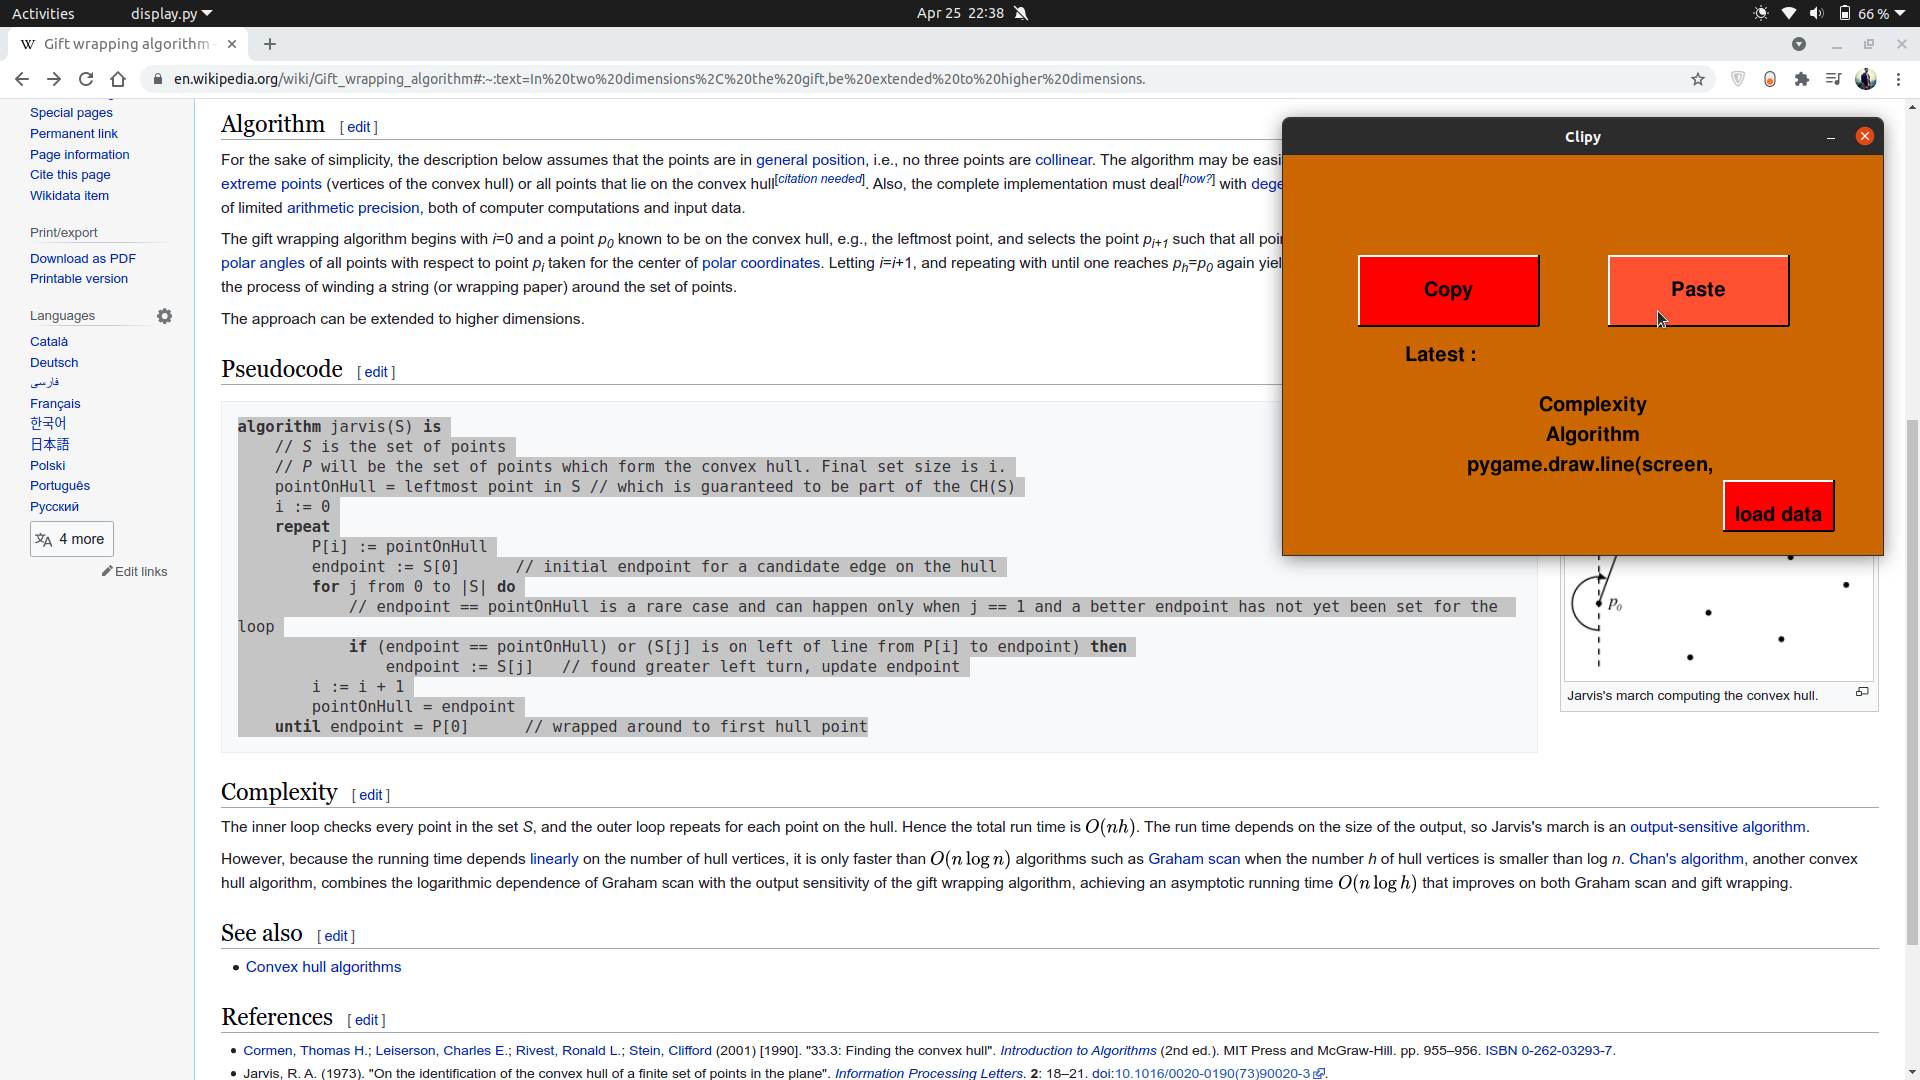 Activities
display.py
Apr 25 22:38
66 %
W Gift wrapping algorithm
en.wikipedia.org/wiki/Gift_wrapping_algorithm#:~:text=In%20two%20dimensions%2C%20the%20gift,be%20extended%20to%20higher%20dimensions.
Special pages
Permanent link
Page information
Cite this page
Wikidata item
Print/export
Download as PDF
Printable version
Languages
Català
Deutsch
فارسی
Français
한국어
日本語
Polski
Português
Русский
4 more
Edit links
Algorithm [ edit ]
For the sake of simplicity, the description below assumes that the points are in general position, i.e., no three points are collinear. The algorithm may be easi
extreme points (vertices of the convex hull) or all points that lie on the convex hull[citation needed]. Also, the complete implementation must deal[how?] with dege
of limited arithmetic precision, both of computer computations and input data.
The gift wrapping algorithm begins with i=0 and a point p0 known to be on the convex hull, e.g., the leftmost point, and selects the point pi+1 such that all poi
polar angles of all points with respect to point pi taken for the center of polar coordinates. Letting i=i+1, and repeating with until one reaches ph=p0 again yiel
the process of winding a string (or wrapping paper) around the set of points.
The approach can be extended to higher dimensions.
Pseudocode [ edit ]
algorithm jarvis(S) is
// S is the set of points
// P will be the set of points which form the convex hull. Final set size is i.
pointOnHull = leftmost point in S // which is guaranteed to be part of the CH(S)
i := 0
repeat
P[i] := pointOnHull
endpoint := S[0] // initial endpoint for a candidate edge on the hull
for j from 0 to |S| do
// endpoint == pointOnHull is a rare case and can happen only when j == 1 and a better endpoint has not yet been set for the
loop
if (endpoint == pointOnHull) or (S[j] is on left of line from P[i] to endpoint) then
endpoint := S[j] // found greater left turn, update endpoint
i := i + 1
pointOnHull = endpoint
until endpoint = P[0] // wrapped around to first hull point
Clipy
Copy
Paste
Latest :
Complexity
Algorithm
pygame.draw.line(screen,
load data
p0
Jarvis's march computing the convex hull.
Complexity [ edit ]
The inner loop checks every point in the set S, and the outer loop repeats for each point on the hull. Hence the total run time is O(nh). The run time depends on the size of the output, so Jarvis's march is an output-sensitive algorithm.
However, because the running time depends linearly on the number of hull vertices, it is only faster than O(n log n) algorithms such as Graham scan when the number h of hull vertices is smaller than log n. Chan's algorithm, another convex
hull algorithm, combines the logarithmic dependence of Graham scan with the output sensitivity of the gift wrapping algorithm, achieving an asymptotic running time O(n log h) that improves on both Graham scan and gift wrapping.
See also [ edit ]
Convex hull algorithms
References [ edit ]
Cormen, Thomas H.; Leiserson, Charles E.; Rivest, Ronald L.; Stein, Clifford (2001) [1990]. "33.3: Finding the convex hull". Introduction to Algorithms (2nd ed.). MIT Press and McGraw-Hill. pp. 955–956. ISBN 0-262-03293-7.
Jarvis, R. A. (1973). "On the identification of the convex hull of a finite set of points in the plane". Information Processing Letters. 2: 18–21. doi:10.1016/0020-0190(73)90020-3.